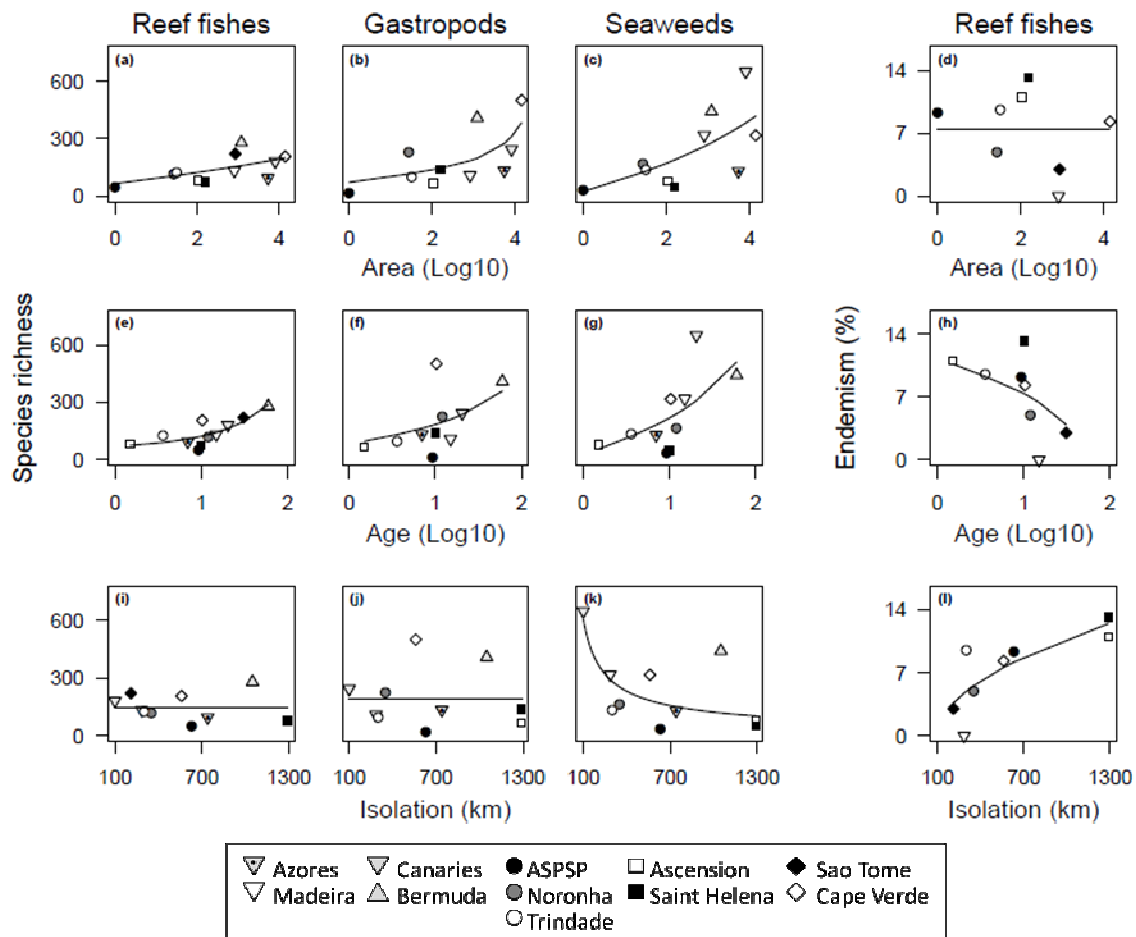 Reef fishes Gastropods Seaweeds Reef fishes
(a) (b) (c) (d)
600 300 0
14 7 0
0 2 4 0 2 4 0 2 4 0 2 4
Area (Log10) Area (Log10)
Species richness
Endemism (%)
(e) (f) (g) (h)
600 300 0
14 7 0
0 1 2 0 1 2 0 1 2 0 1 2
Age (Log10) Age (Log10)
(i) (j) (k) (l)
600 300 0
14 7 0
100 700 1300 100 700 1300 100 700 1300 100 700 1300
Isolation (km) Isolation (km)
Azores Canaries ASPSP Ascension Sao Tome
Madeira Bermuda Noronha Saint Helena Cape Verde
Trindade